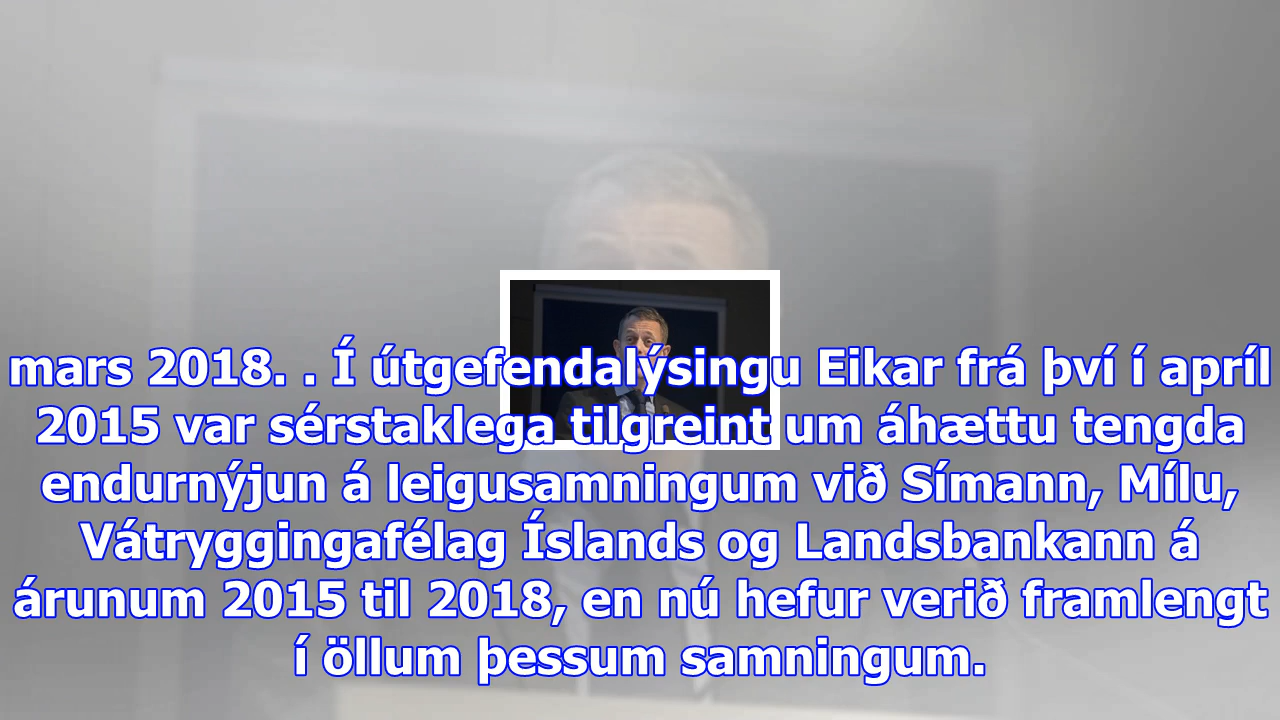 mars 2018. . Í útgefendalýsingu Eikar frá því í apríl
2015 var sérstaklega tilgreint um áhættu tengda
endurnýjun á leigusamningum við Símann, Mílu,
Vátryggingafélag Íslands og Landsbankann á
árunum 2015 til 2018, en nú hefur verið framlengt
í öllum þessum samningum.